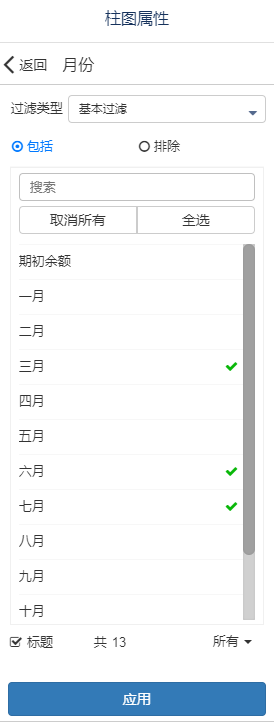 柱图属性
返回 月份
过滤类型 基本过滤
包括 排除
搜索
取消所有 全选
期初余额
一月
二月
三月
四月
五月
六月
七月
八月
九月
十月
标题 共 13 所有
应用